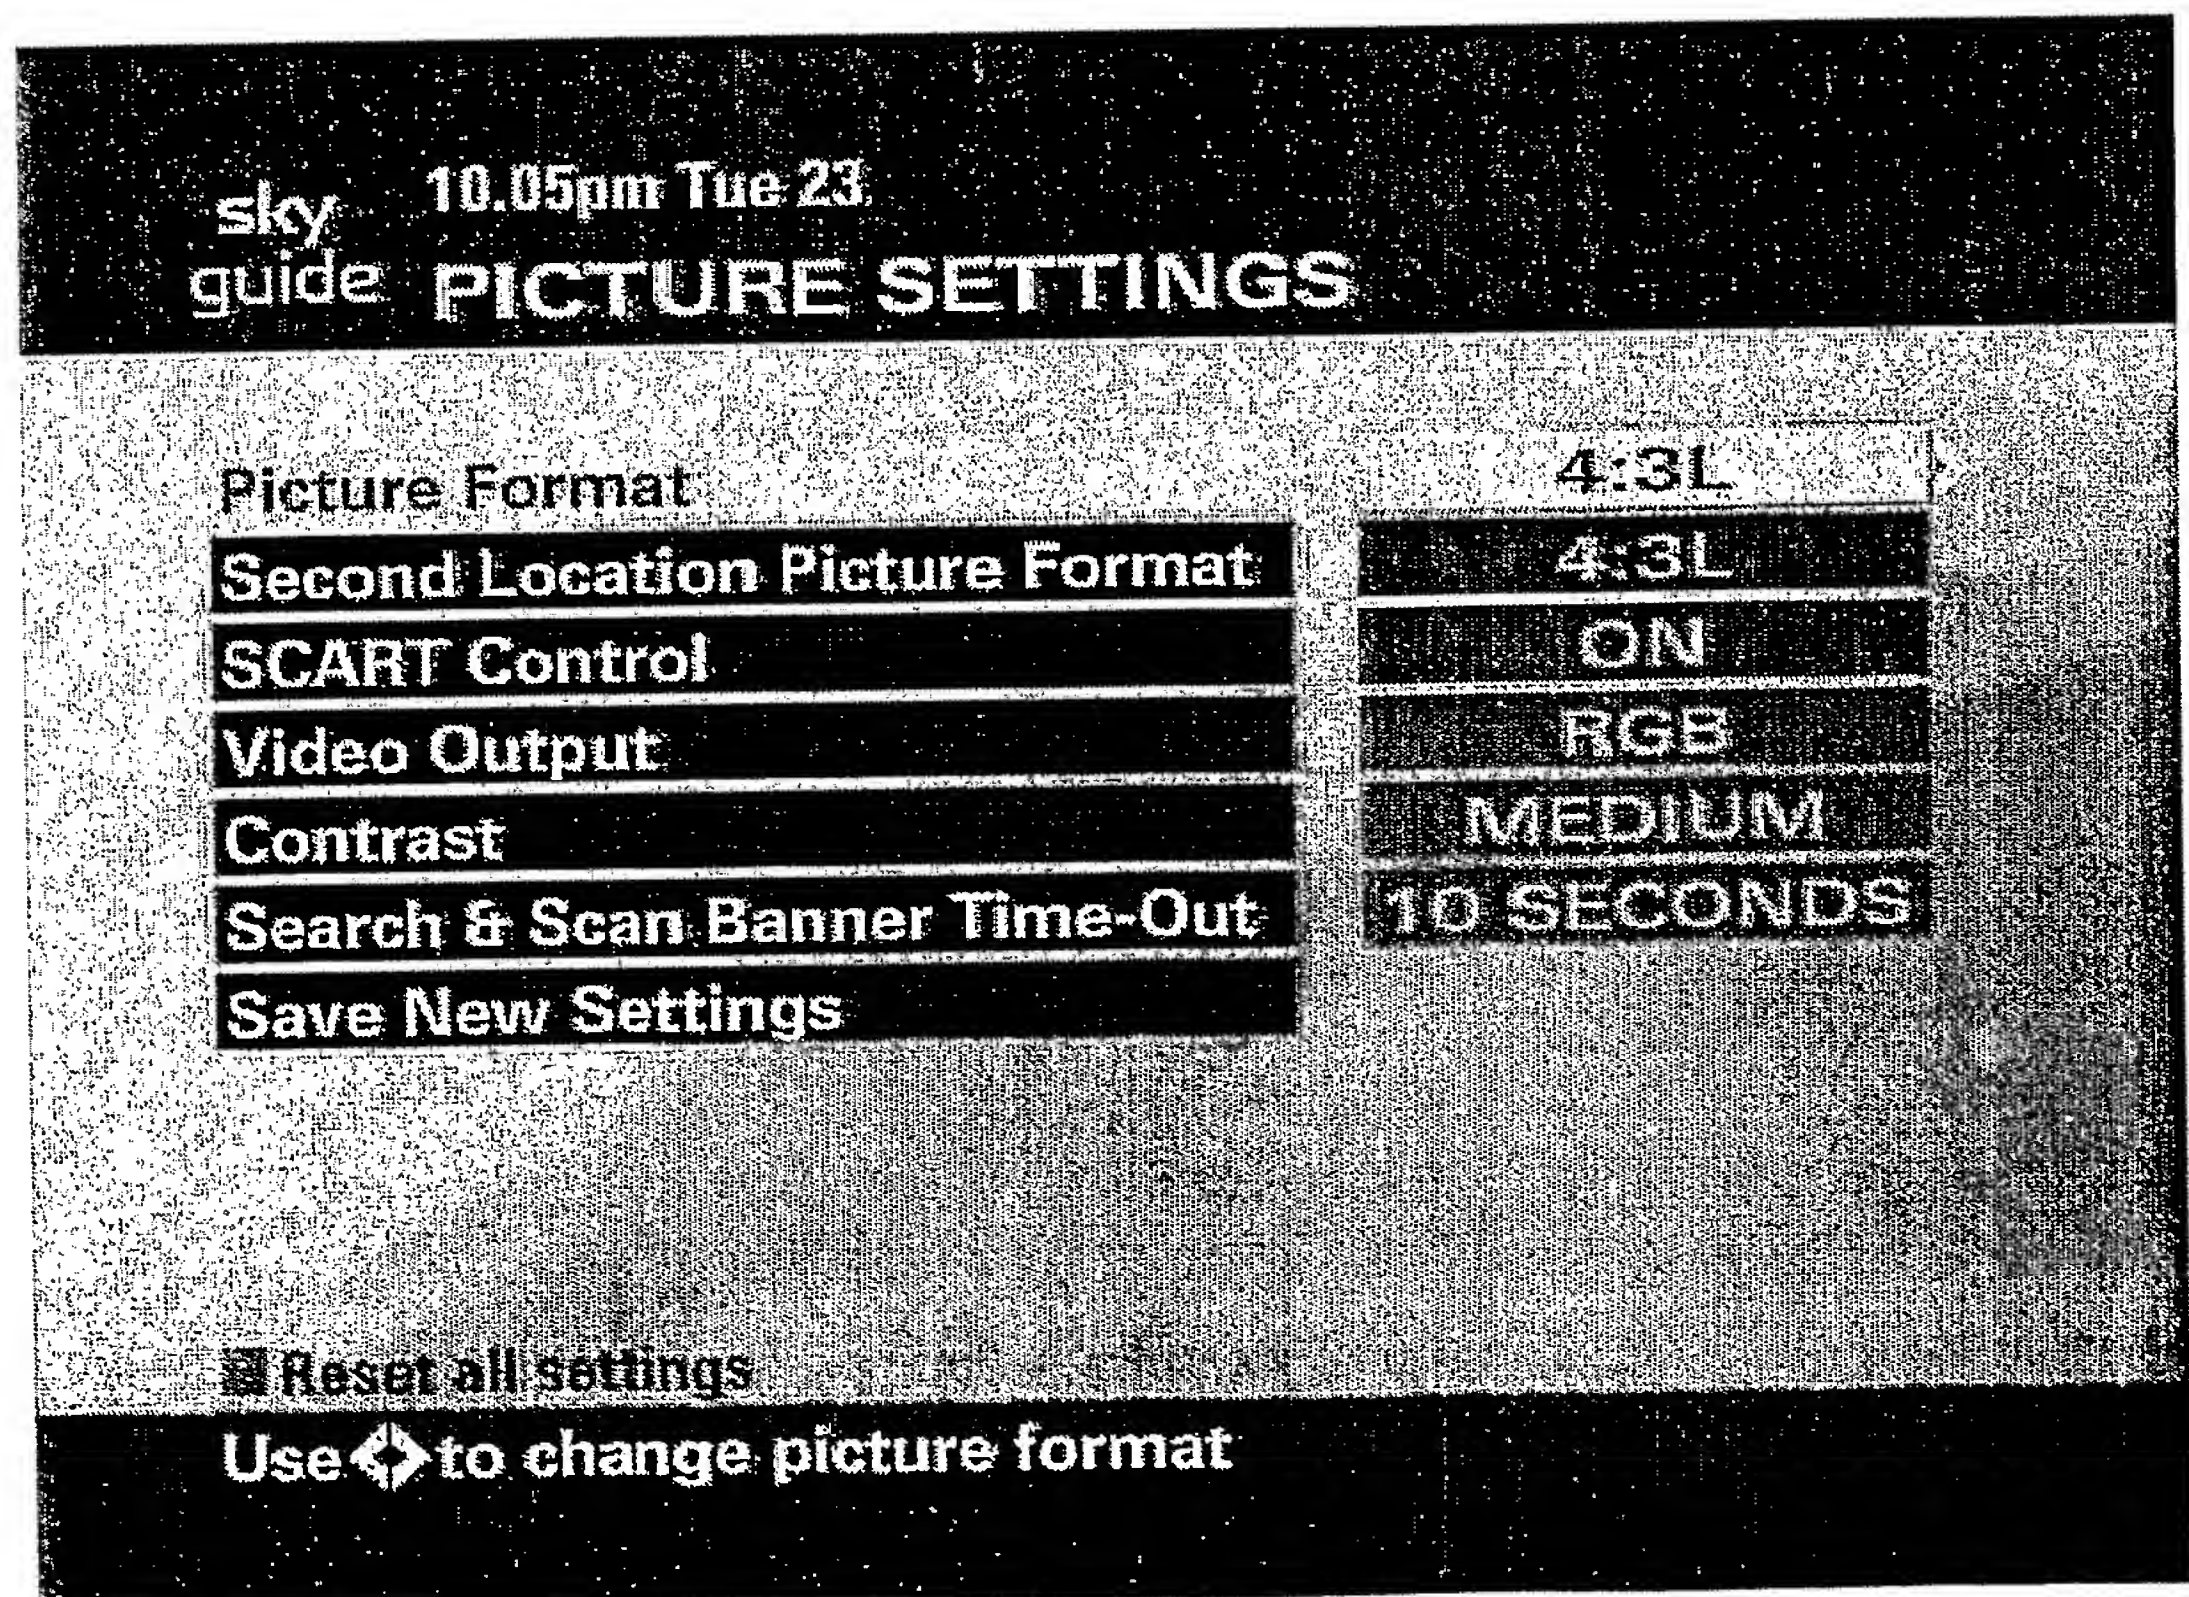 sky guide
10.05pm Tue 23
PICTURE SETTINGS
Picture Format 4:3L
Second Location Picture Format 4:3L
SCART Control ON
Video Output RGB
Contrast MEDIUM
Search & Scan Banner Time-Out 10 SECONDS
Save New Settings
Reset all settings
Use to change picture format